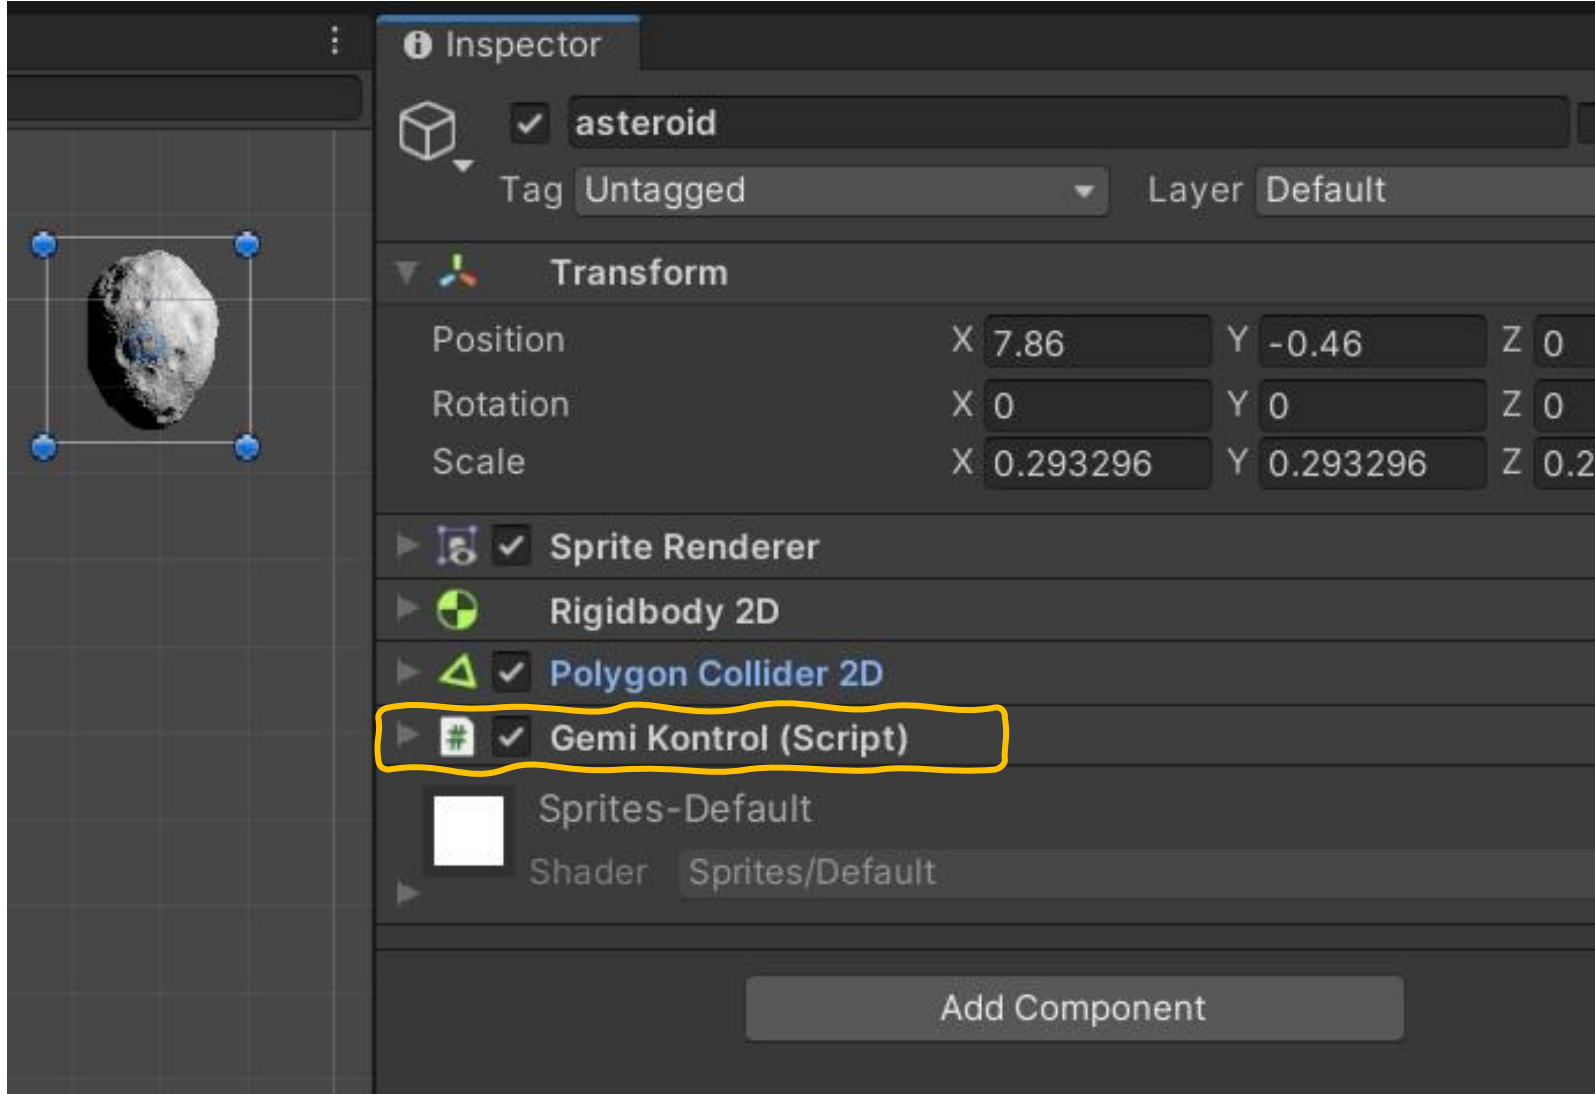 Inspector
asteroid
Tag Untagged Layer Default
Transform
Position X 7.86 Y -0.46 Z 0
Rotation X 0 Y 0 Z 0
Scale X 0.293296 Y 0.293296 Z 0.2
Sprite Renderer
Rigidbody 2D
Polygon Collider 2D
# Gemi Kontrol (Script)
Sprites-Default
Shader Sprites/Default
Add Component